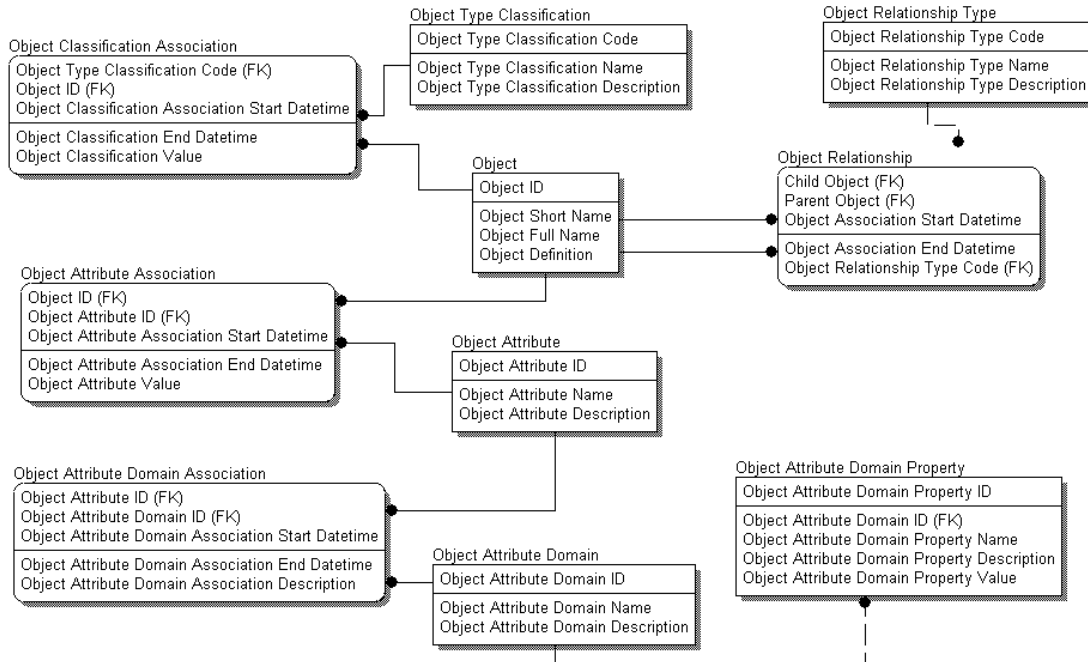 Object Type Classification
Object Type Classification Code
Object Type Classification Name
Object Type Classification Description
Object Relationship Type
Object Relationship Type Code
Object Relationship Type Name
Object Relationship Type Description
Object Classification Association
Object Type Classification Code (FK)
Object ID (FK)
Object Classification Association Start Datetime
Object Classification End Datetime
Object Classification Value
Object
Object ID
Object Short Name
Object Full Name
Object Definition
Object Relationship
Child Object (FK)
Parent Object (FK)
Object Association Start Datetime
Object Association End Datetime
Object Relationship Type Code (FK)
Object Attribute Association
Object ID (FK)
Object Attribute ID (FK)
Object Attribute Association Start Datetime
Object Attribute Association End Datetime
Object Attribute Value
Object Attribute
Object Attribute ID
Object Attribute Name
Object Attribute Description
Object Attribute Domain Association
Object Attribute ID (FK)
Object Attribute Domain ID (FK)
Object Attribute Domain Association Start Datetime
Object Attribute Domain Association End Datetime
Object Attribute Domain Association Description
Object Attribute Domain
Object Attribute Domain ID
Object Attribute Domain Name
Object Attribute Domain Description
Object Attribute Domain Property
Object Attribute Domain Property ID
Object Attribute Domain ID (FK)
Object Attribute Domain Property Name
Object Attribute Domain Property Description
Object Attribute Domain Property Value